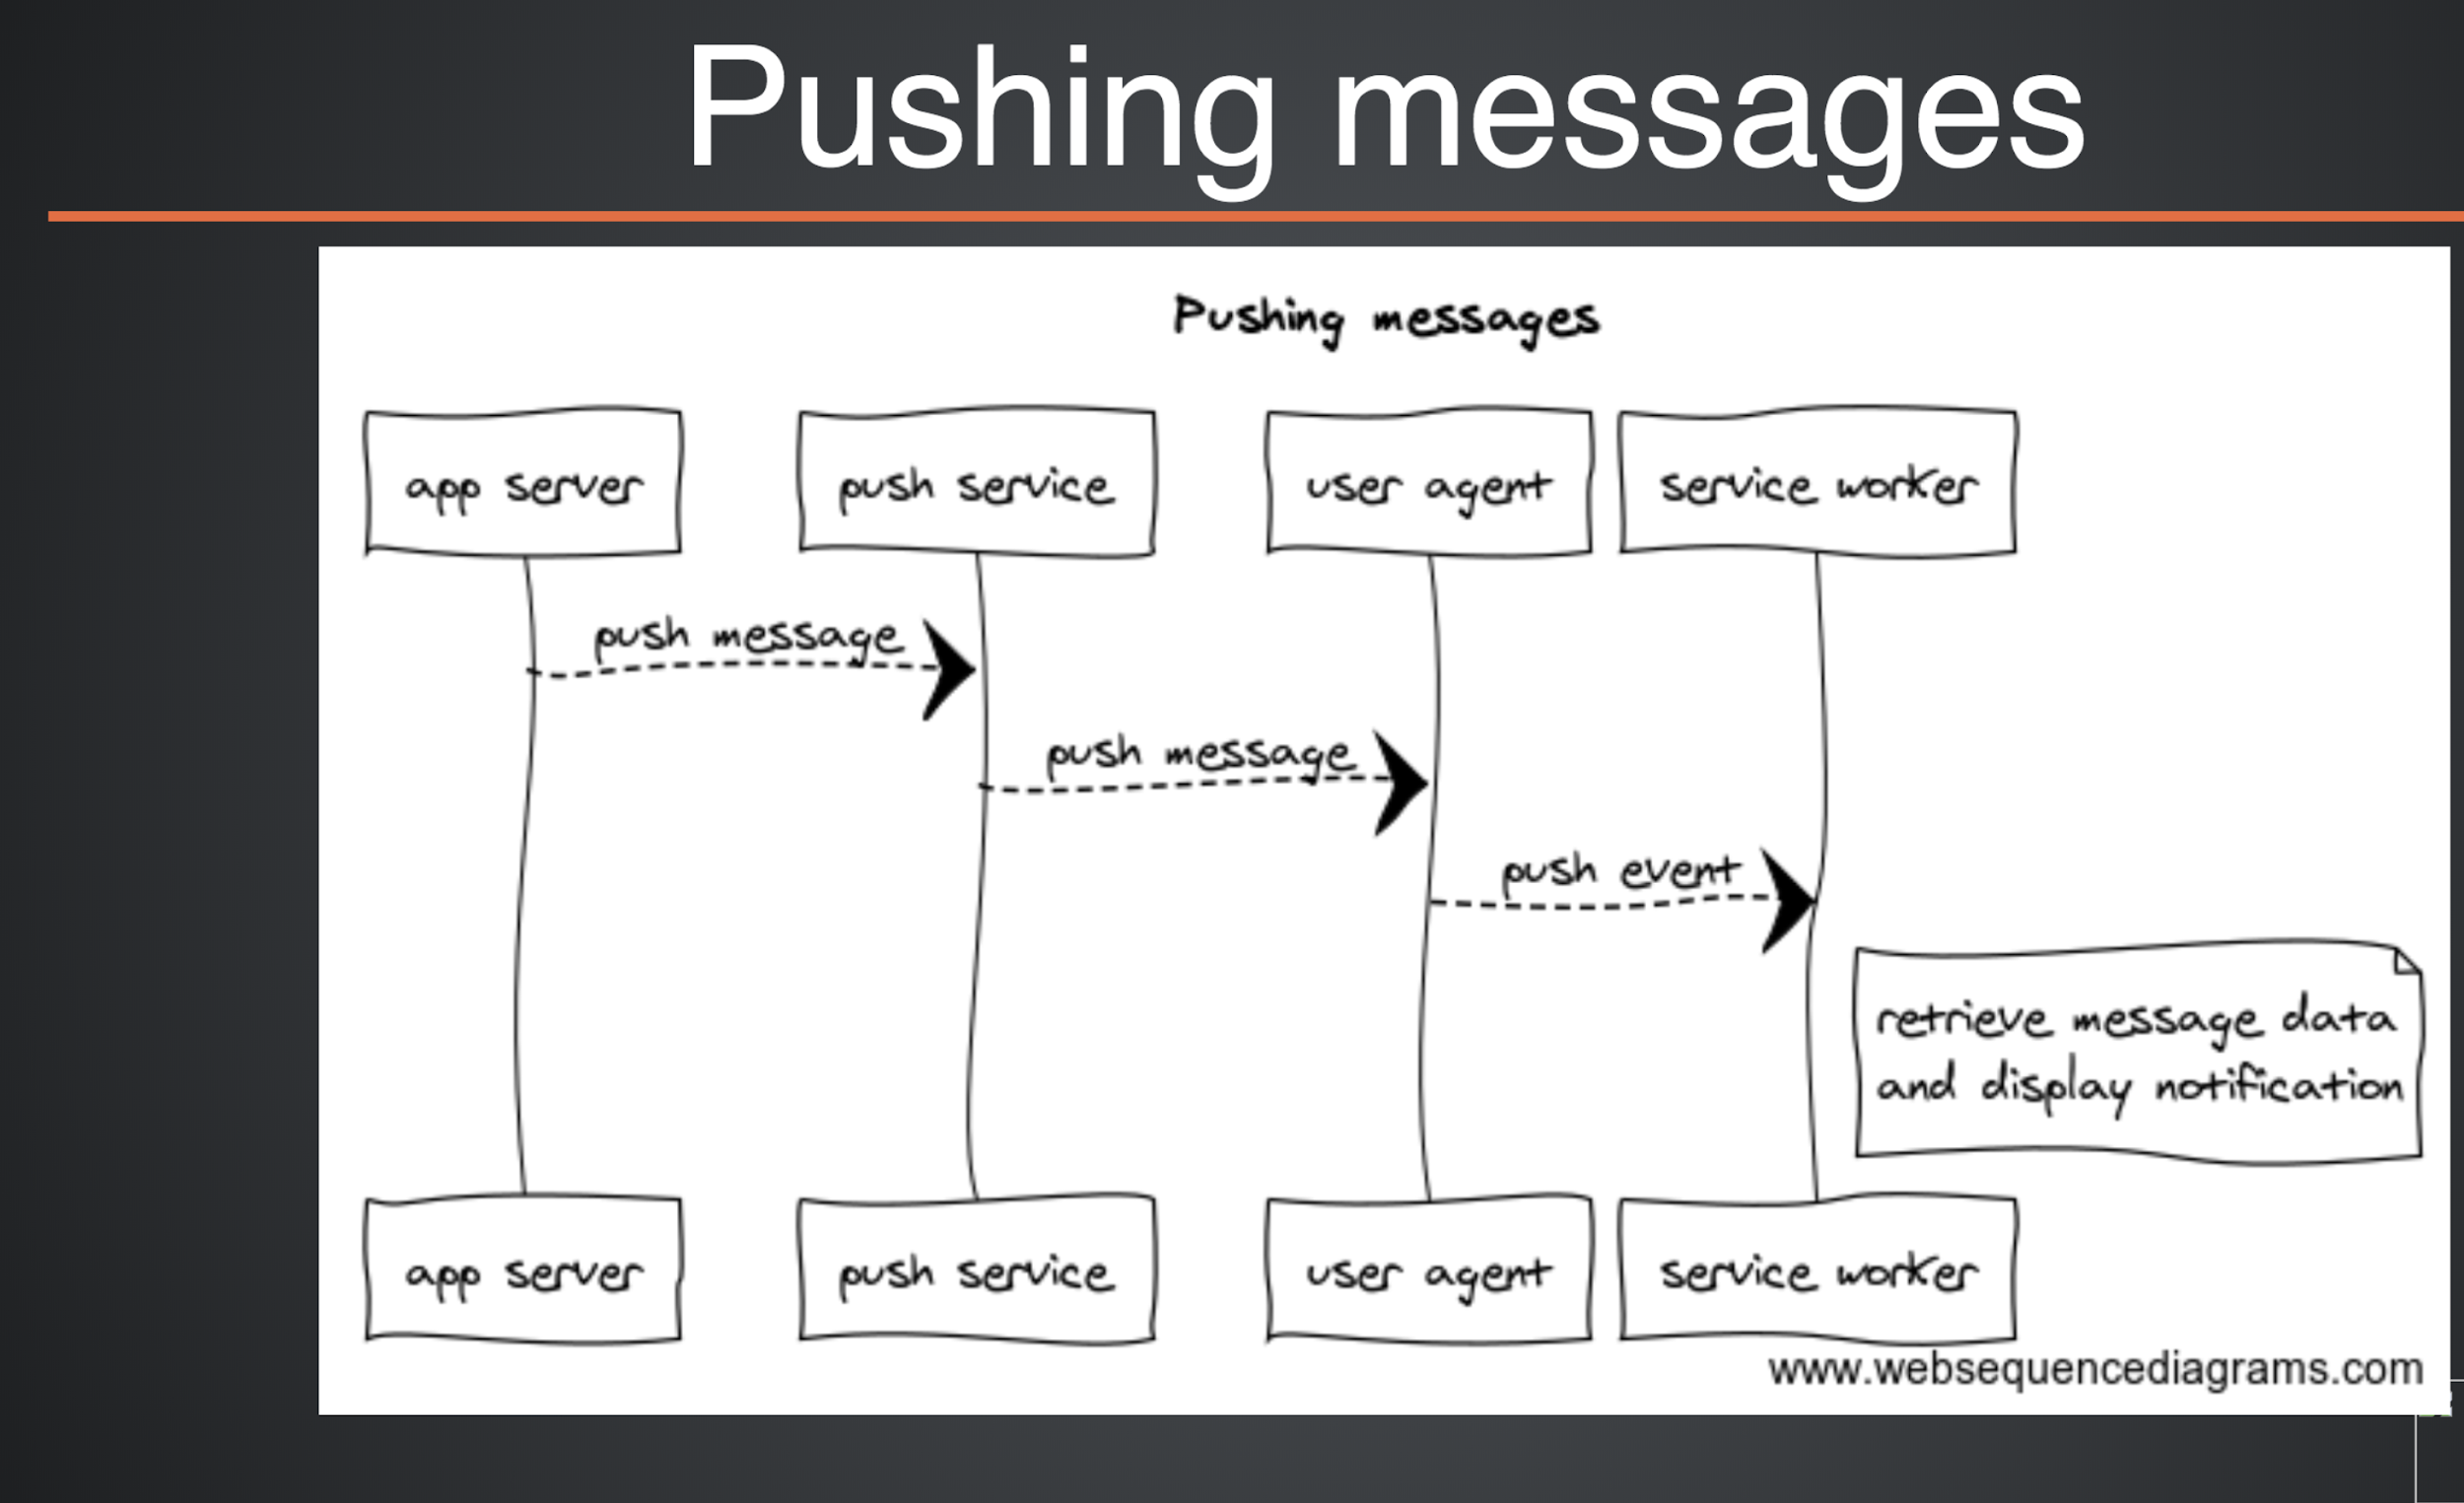 Pushing messages
Pushing messages
app server
push service
user agent
service worker
push message
push message
push event
retrieve message data
and display notification
app server
push service
user agent
service worker
www.websequencediagrams.com